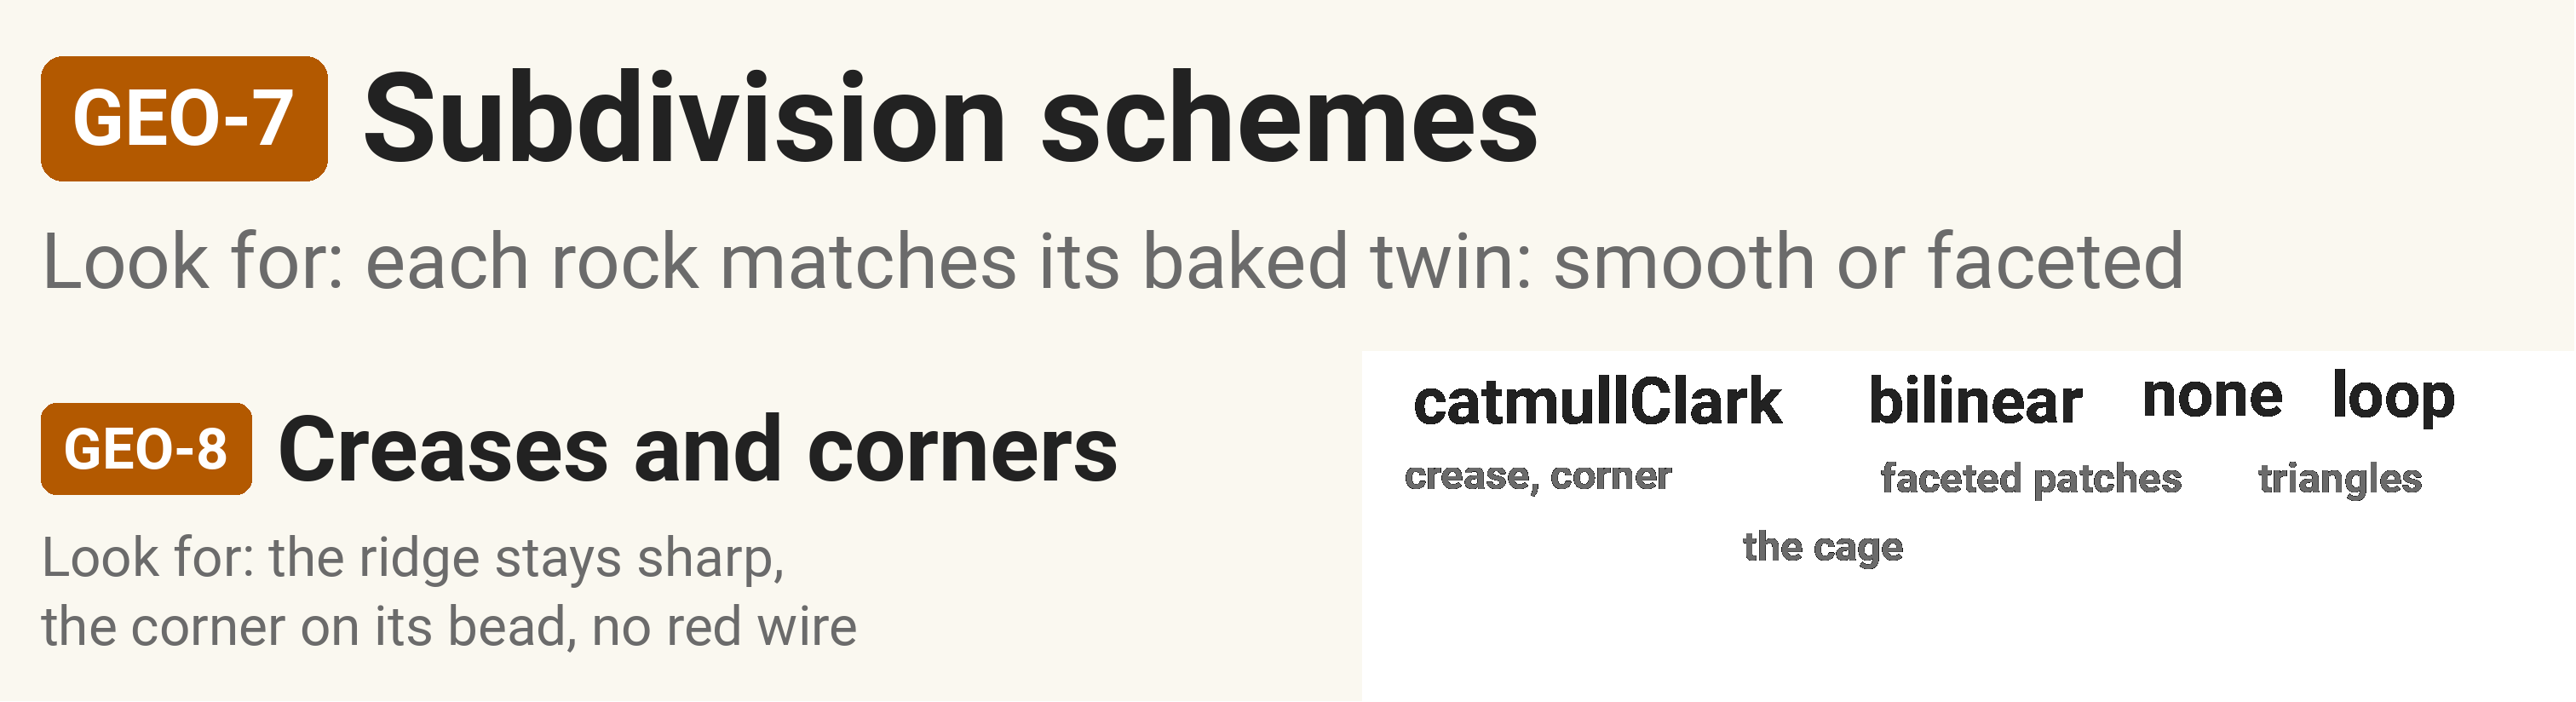 GEO-7 Subdivision schemes
Look for: each rock matches its baked twin: smooth or faceted
GEO-8 Creases and corners
Look for: the ridge stays sharp,
the corner on its bead, no red wire
catmullClark bilinear none loop
crease, corner faceted patches triangles
the cage